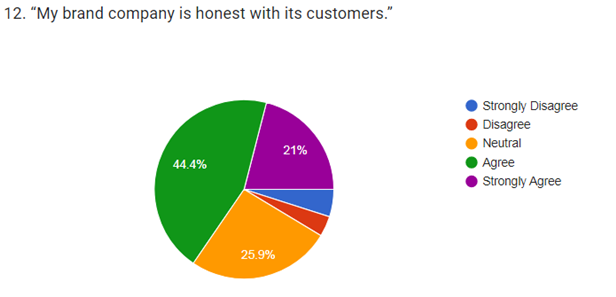 12. “My brand company is honest with its customers.”
Strongly Disagree
Disagree
Neutral
Agree
Strongly Agree
21%
44.4%
25.9%